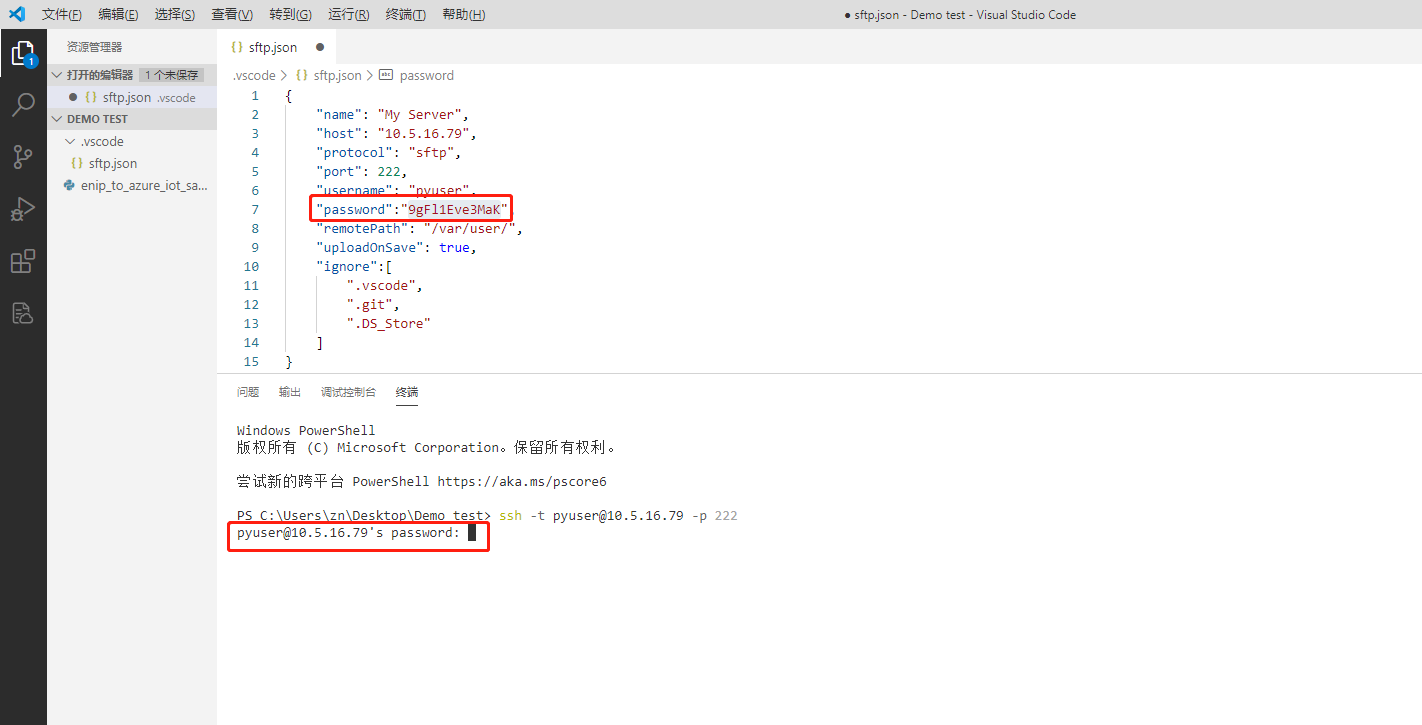 文件(F) 编辑(E) 选择(S) 查看(V) 转到(G) 运行(R) 终端(T) 帮助(H) ● sftp.json - Demo test - Visual Studio Code
资源管理器
打开的编辑器 1 个未保存
● {} sftp.json .vscode
DEMO TEST
.vscode
{} sftp.json
enip_to_azure_iot_sa...
1
{} sftp.json ●
.vscode > {} sftp.json > abc password
1 {
2 "name": "My Server",
3 "host": "10.5.16.79",
4 "protocol": "sftp",
5 "port": 222,
6 "username": "pyuser",
7 "password":"9gFl1Eve3MaK"
8 "remotePath": "/var/user/",
9 "uploadOnSave": true,
10 "ignore":[
11 ".vscode",
12 ".git",
13 ".DS_Store"
14 ]
15 }
问题 输出 调试控制台 终端
Windows PowerShell
版权所有 (C) Microsoft Corporation。保留所有权利。
尝试新的跨平台 PowerShell https://aka.ms/pscore6
PS C:\Users\zn\Desktop\Demo test> ssh -t pyuser@10.5.16.79 -p 222
pyuser@10.5.16.79's password: